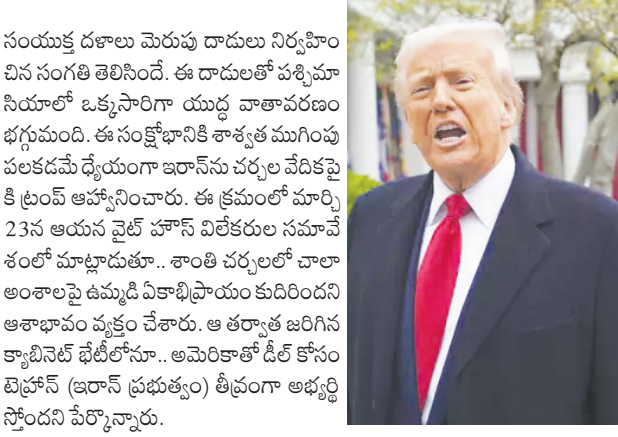 సంయుక్త దళాలు మెరుపు దాడులు నిర్వహిం
చిన సంగతి తెలిసిందే. ఈ దాడులతో పశ్చిమా
సియాలో ఒక్కసారిగా యుద్ధ వాతావరణం
భగ్గుమంది. ఈ సంక్షోభానికి శాశ్వత ముగింపు
పలకడమే ధ్యేయంగా ఇరాన్‌ను చర్చల వేదికపై
కి ట్రంప్ ఆహ్వానించారు. ఈ క్రమంలో మార్చి
23న ఆయన వైట్ హౌస్ విలేకరుల సమావే
శంలో మాట్లాడుతూ.. శాంతి చర్చలలో చాలా
అంశాలపై ఉమ్మడి ఏకాభిప్రాయం కుదిరిందని
ఆశాభావం వ్యక్తం చేశారు. ఆ తర్వాత జరిగిన
క్యాబినెట్ భేటీలోనూ.. అమెరికాతో డీల్ కోసం
టెహ్రాన్ (ఇరాన్ ప్రభుత్వం) తీవ్రంగా అభ్యర్థి
స్తోందని పేర్కొన్నారు.